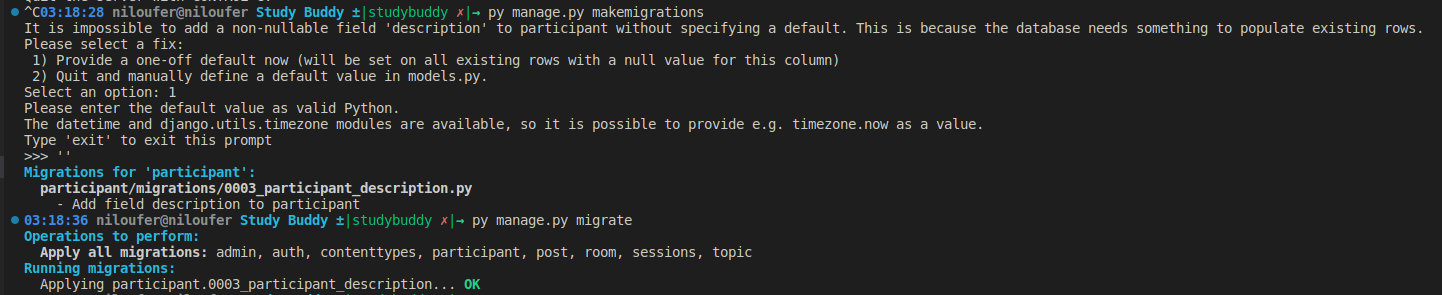 ^C03:18:28 niloufer@niloufer Study Buddy ±|studybuddy ✗|→ py manage.py makemigrations
It is impossible to add a non-nullable field 'description' to participant without specifying a default. This is because the database needs something to populate existing rows.
Please select a fix:
 1) Provide a one-off default now (will be set on all existing rows with a null value for this column)
 2) Quit and manually define a default value in models.py.
Select an option: 1
Please enter the default value as valid Python.
The datetime and django.utils.timezone modules are available, so it is possible to provide e.g. timezone.now as a value.
Type 'exit' to exit this prompt
>>> ''
Migrations for 'participant':
  participant/migrations/0003_participant_description.py
    - Add field description to participant
03:18:36 niloufer@niloufer Study Buddy ±|studybuddy ✗|→ py manage.py migrate
Operations to perform:
  Apply all migrations: admin, auth, contenttypes, participant, post, room, sessions, topic
Running migrations:
  Applying participant.0003_participant_description... OK